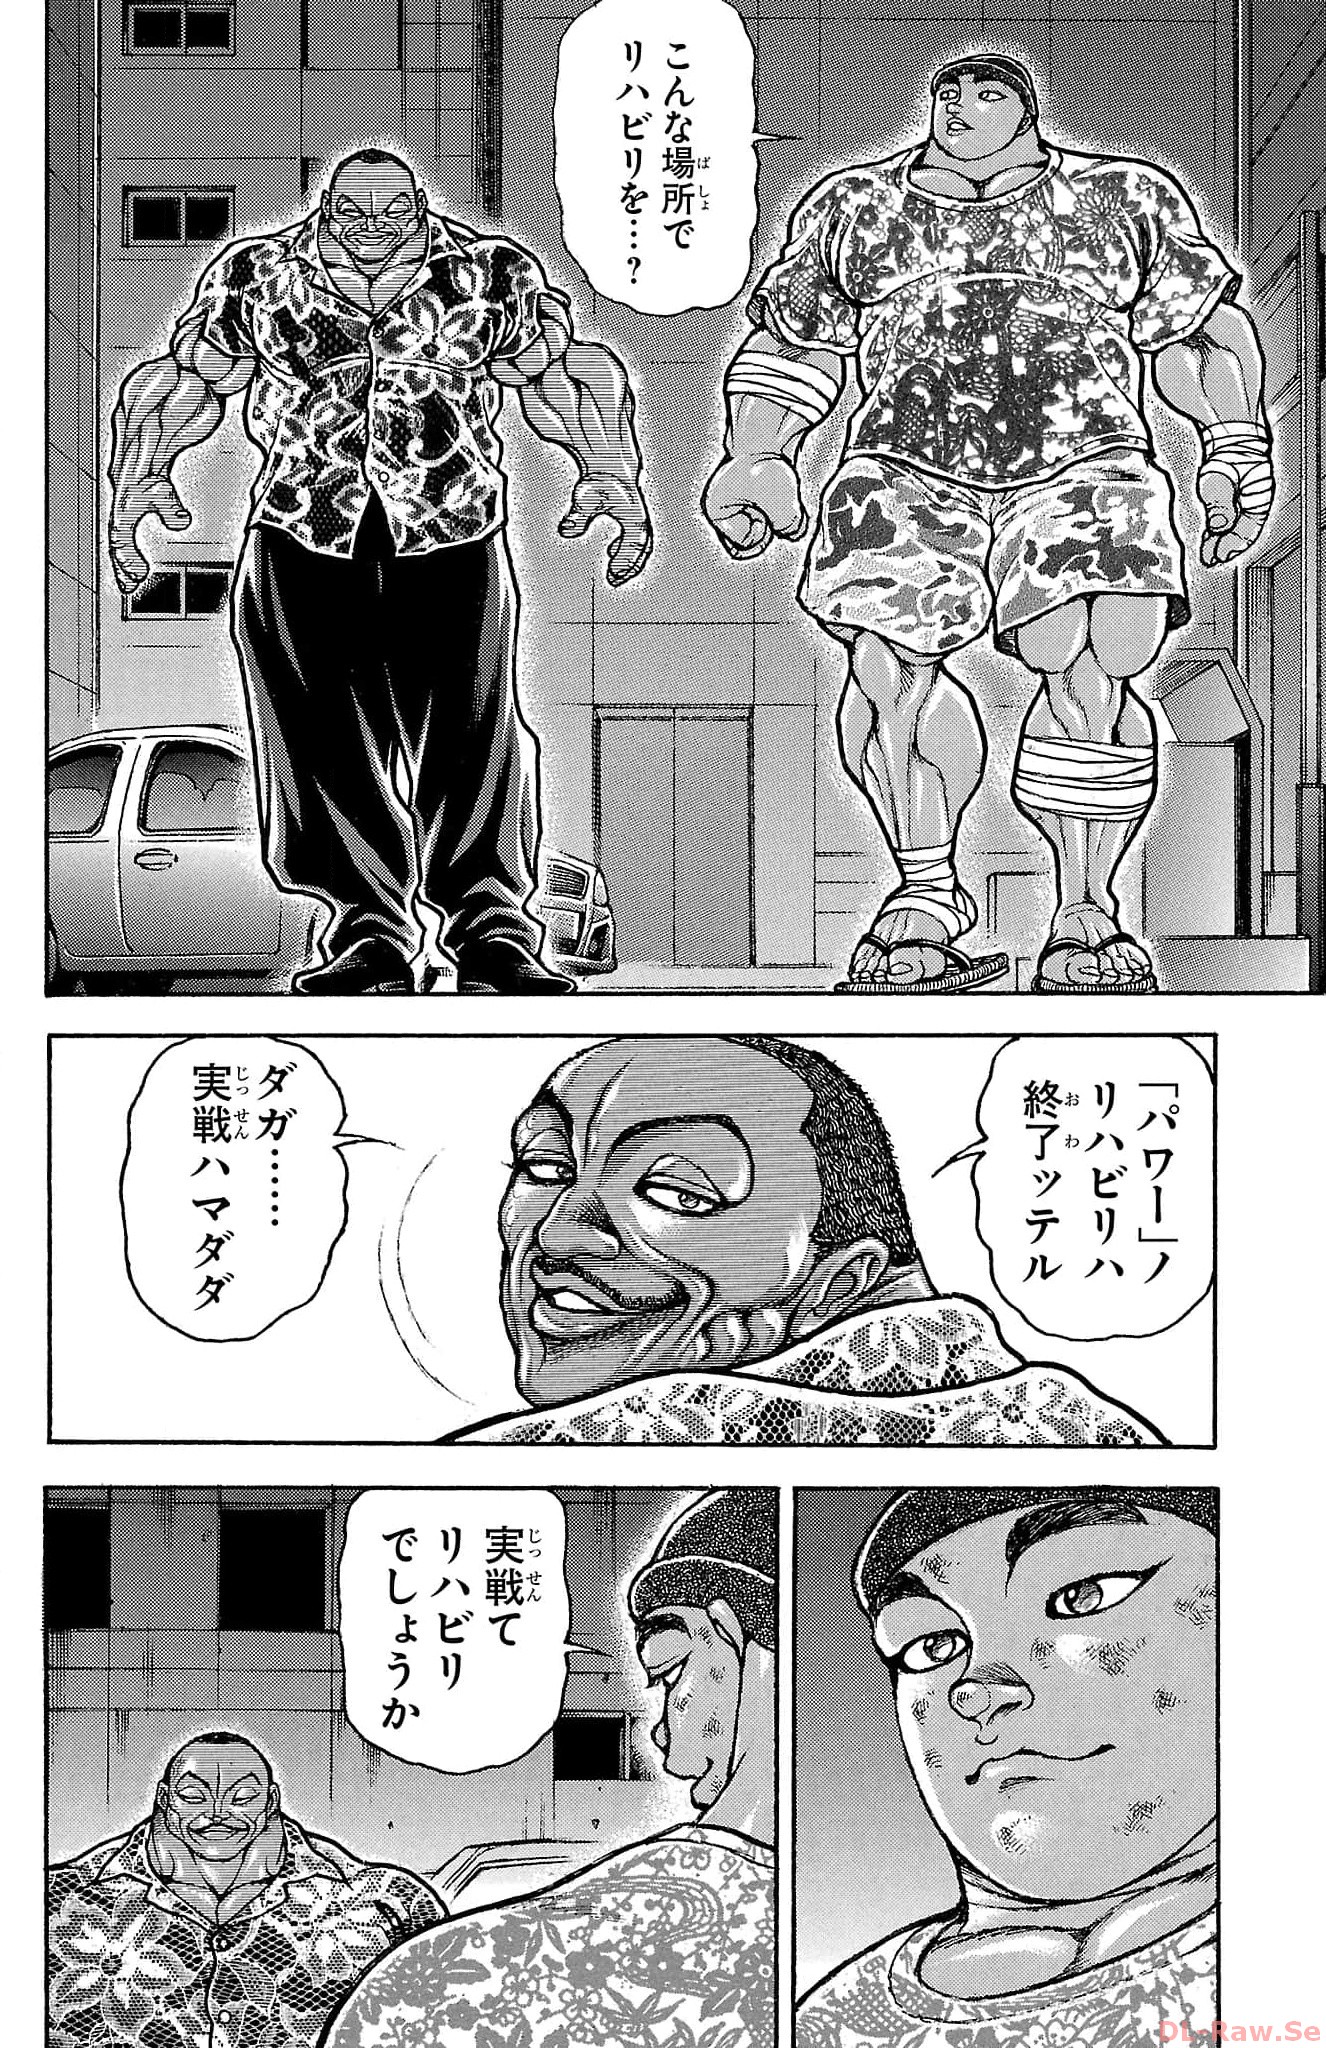 こんな場所で
リハビリを……？
「パワー」ノ
リハビリハ
終了ッテル
ダガ……
実戦ハ マダダ
実戦て
リハビリ
でしょうか
DL-Raw.Se